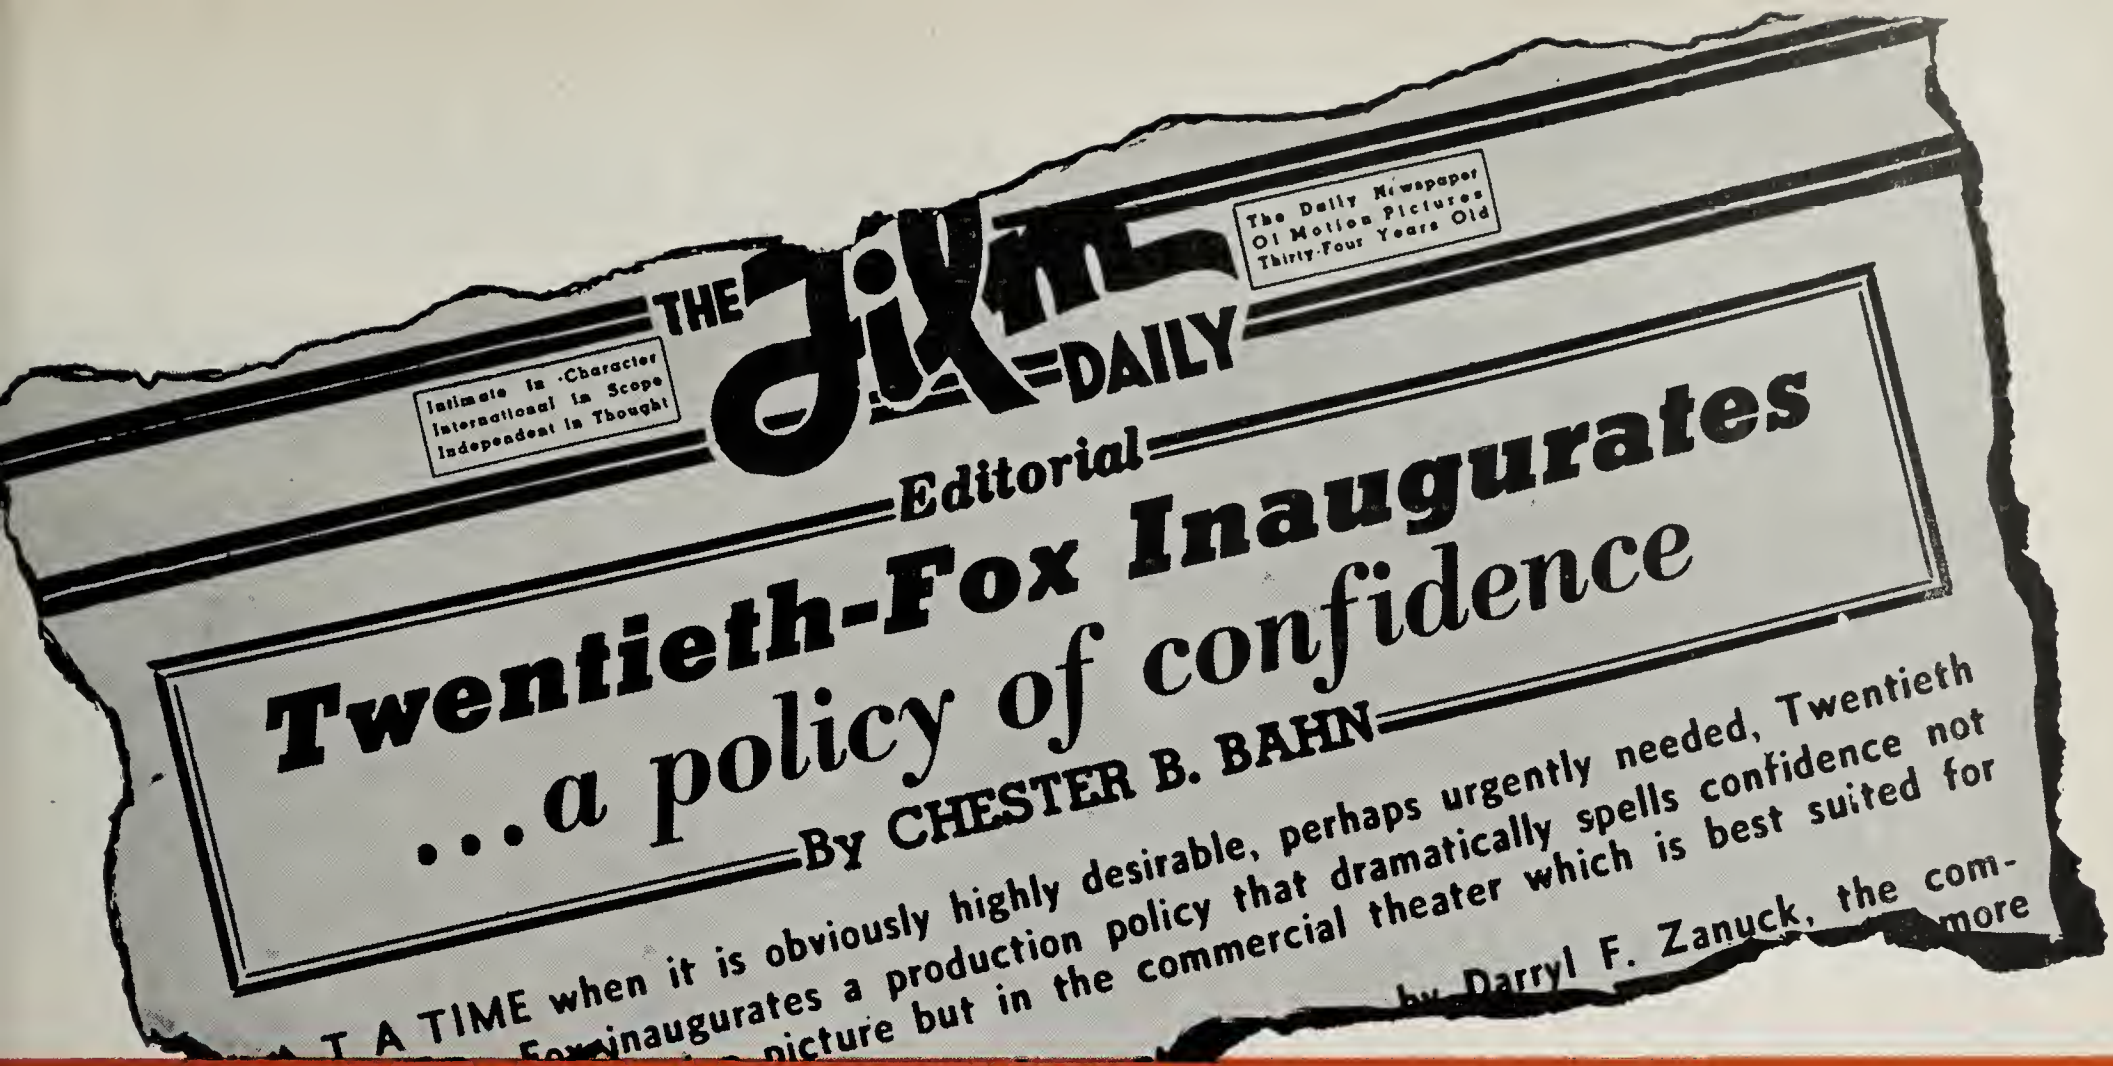 THE Film DAILY
Intimate in Character
International in Scope
Independent in Thought
The Daily Newspaper
Of Motion Pictures
Thirty-Four Years Old
Editorial
Twentieth-Fox Inaugurates
...a policy of confidence
By CHESTER B. BAHN
T A TIME when it is obviously highly desirable, perhaps urgently needed, Twentieth
Fox inaugurates a production policy that dramatically spells confidence not
picture but in the commercial theater which is best suited for
by Darryl F. Zanuck, the com-
more